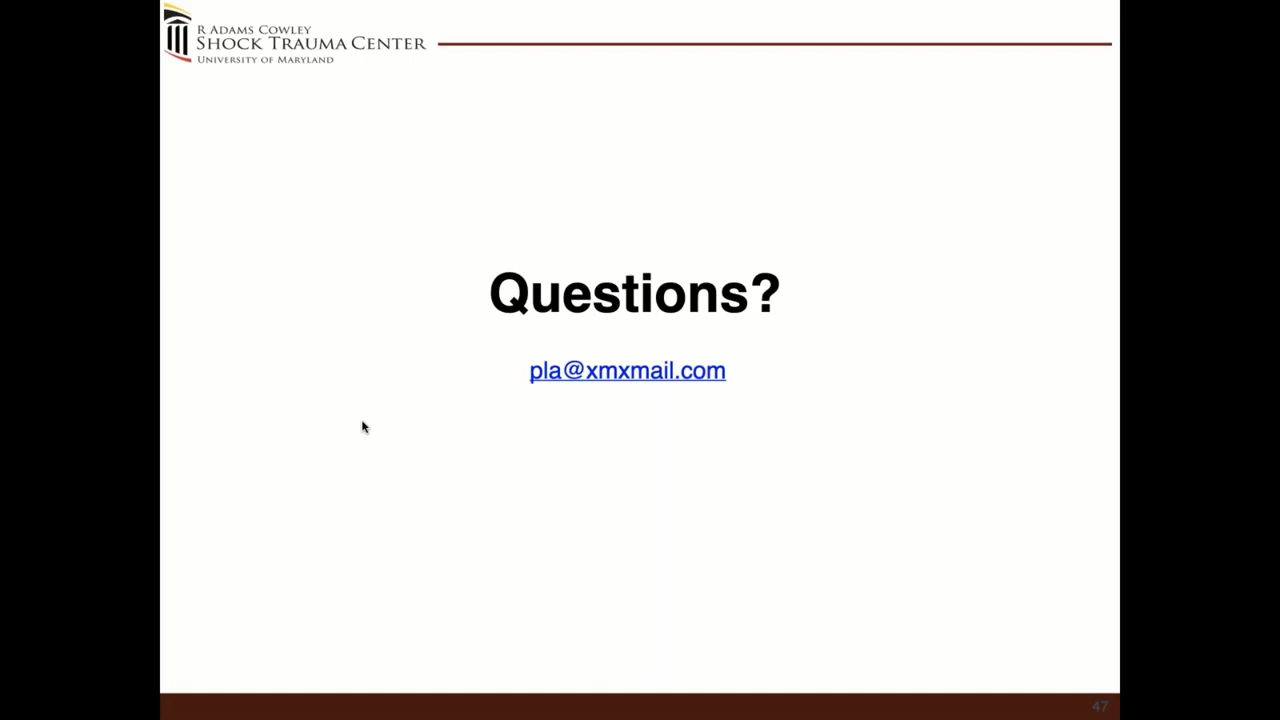 R ADAMS COWLEY
SHOCK TRAUMA CENTER
UNIVERSITY OF MARYLAND
Questions?
pla@xmxmail.com
47